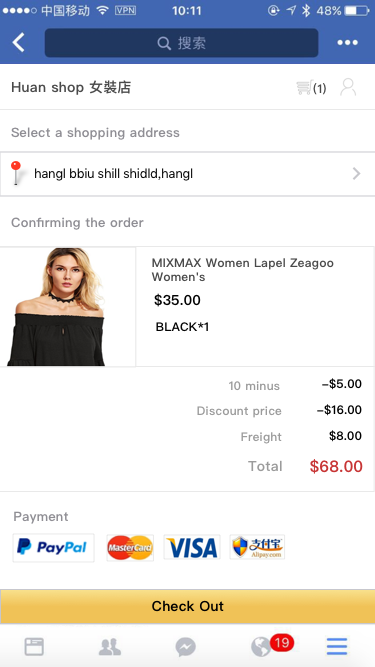 中国移动 VPN 10:11 48%
搜索
Huan shop 女裝店
(1)
Select a shopping address
hangl bbiu shill shidld,hangl
Confirming the order
MIXMAX Women Lapel Zeagoo
Women's
$35.00
BLACK*1
10 minus −$5.00
Discount price −$16.00
Freight $8.00
Total $68.00
Payment
PayPal MasterCard VISA 支付宝 Alipay.com
Check Out
19